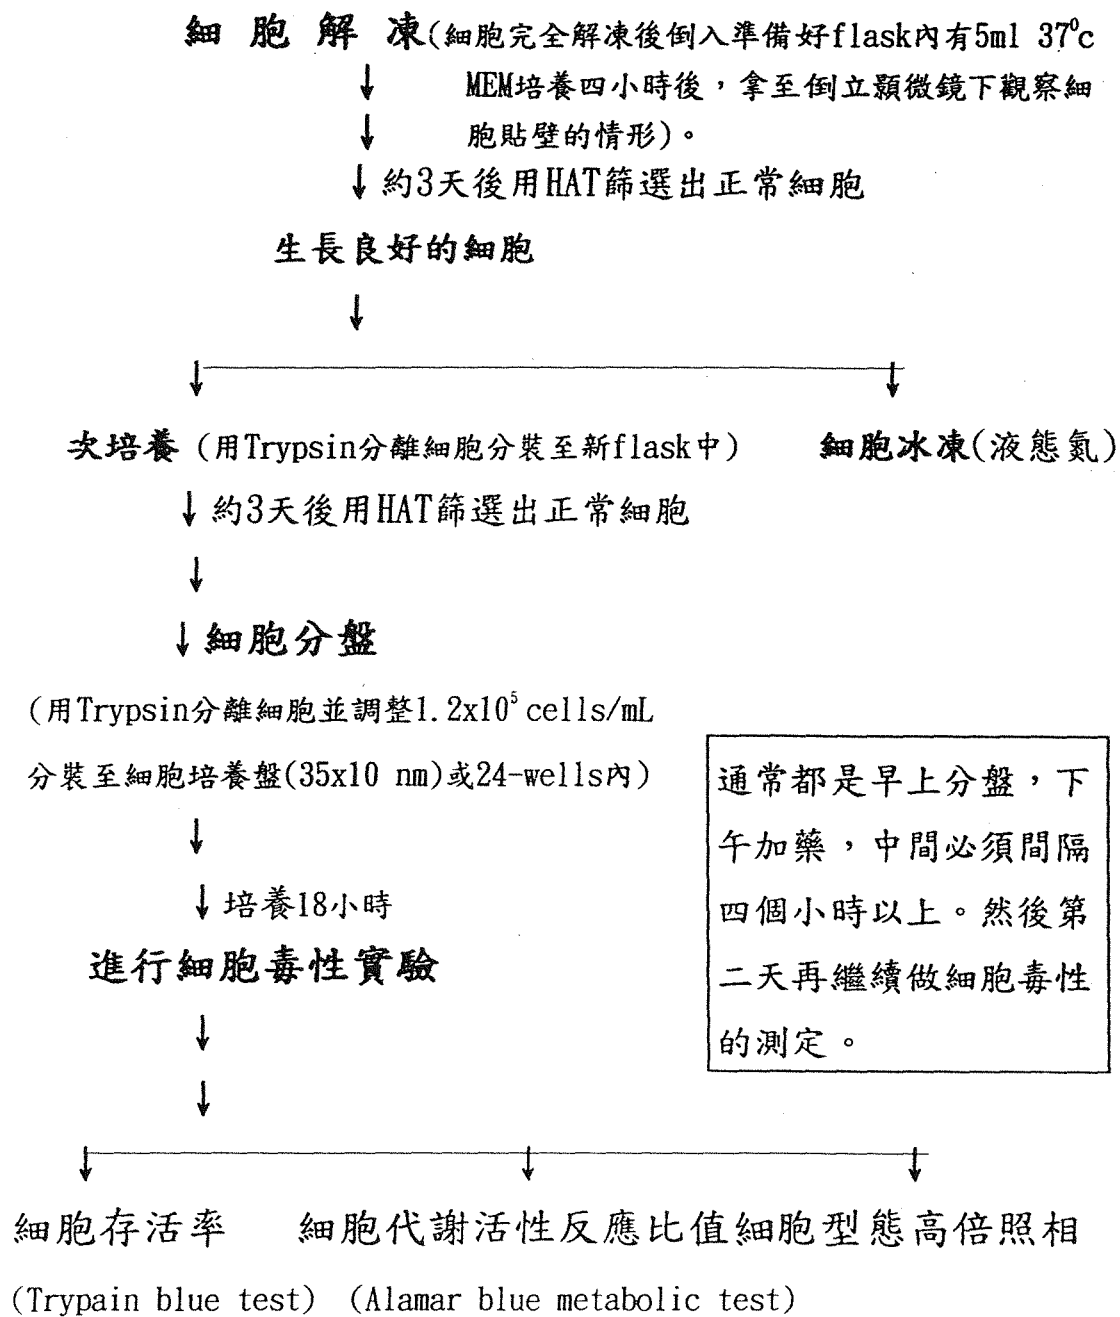 細胞解凍(細胞完全解凍後倒入準備好flask內有5ml 37⁰c
MEM培養四小時後，拿至倒立顯微鏡下觀察細
胞貼壁的情形)。
約3天後用HAT篩選出正常細胞
生長良好的細胞
次培養 (用Trypsin分離細胞分裝至新flask中) 細胞冰凍(液態氮)
約3天後用HAT篩選出正常細胞
細胞分盤
(用Trypsin分離細胞並調整1.2x10⁵ cells/mL
分裝至細胞培養盤(35x10 nm)或24-wells內)
培養18小時
進行細胞毒性實驗
通常都是早上分盤，下
午加藥，中間必須間隔
四個小時以上。然後第
二天再繼續做細胞毒性
的測定。
細胞存活率 細胞代謝活性反應比值細胞型態高倍照相
(Trypain blue test) (Alamar blue metabolic test)